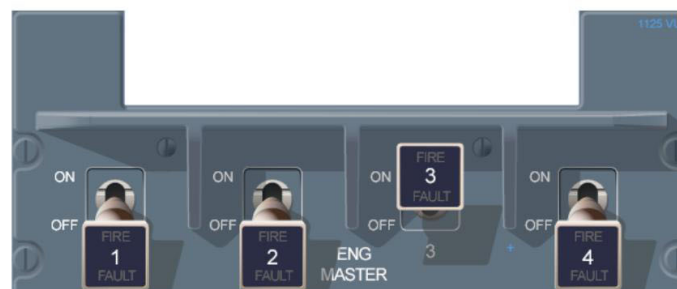 1125 VU
ON ON ON ON
OFF OFF OFF OFF
FIRE 1 FAULT
FIRE 2 FAULT
FIRE 3 FAULT
FIRE 4 FAULT
3
ENG
MASTER